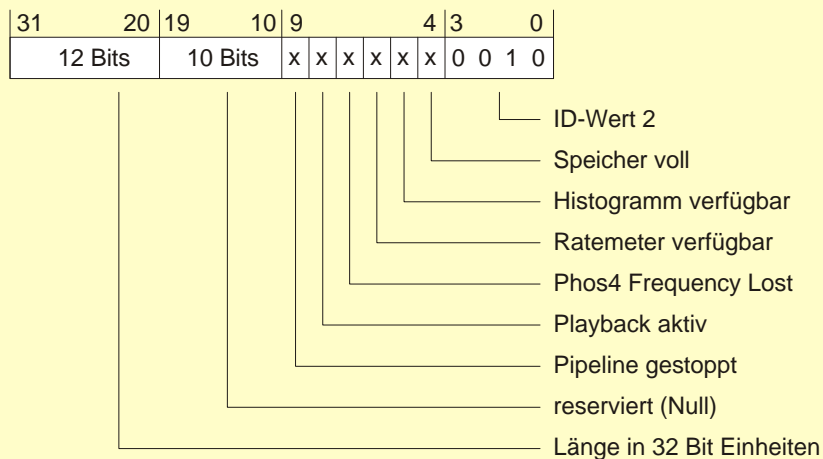 31 20 19 10 9 4 3 0
12 Bits 10 Bits x x x x x x 0 0 1 0
ID-Wert 2
Speicher voll
Histogramm verfügbar
Ratemeter verfügbar
Phos4 Frequency Lost
Playback aktiv
Pipeline gestoppt
reserviert (Null)
Länge in 32 Bit Einheiten